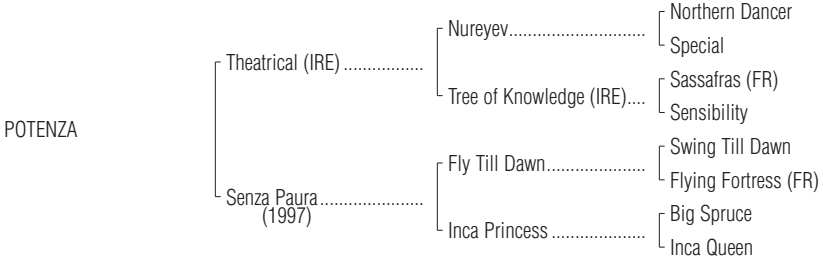 Northern Dancer
Nureyev..............................
Special
Theatrical (IRE) .................
Sassafras (FR)
Tree of Knowledge (IRE)....
Sensibility
POTENZA
Swing Till Dawn
Fly Till Dawn.....................
Flying Fortress (FR)
Senza Paura......................
(1997)
Big Spruce
Inca Princess ....................
Inca Queen